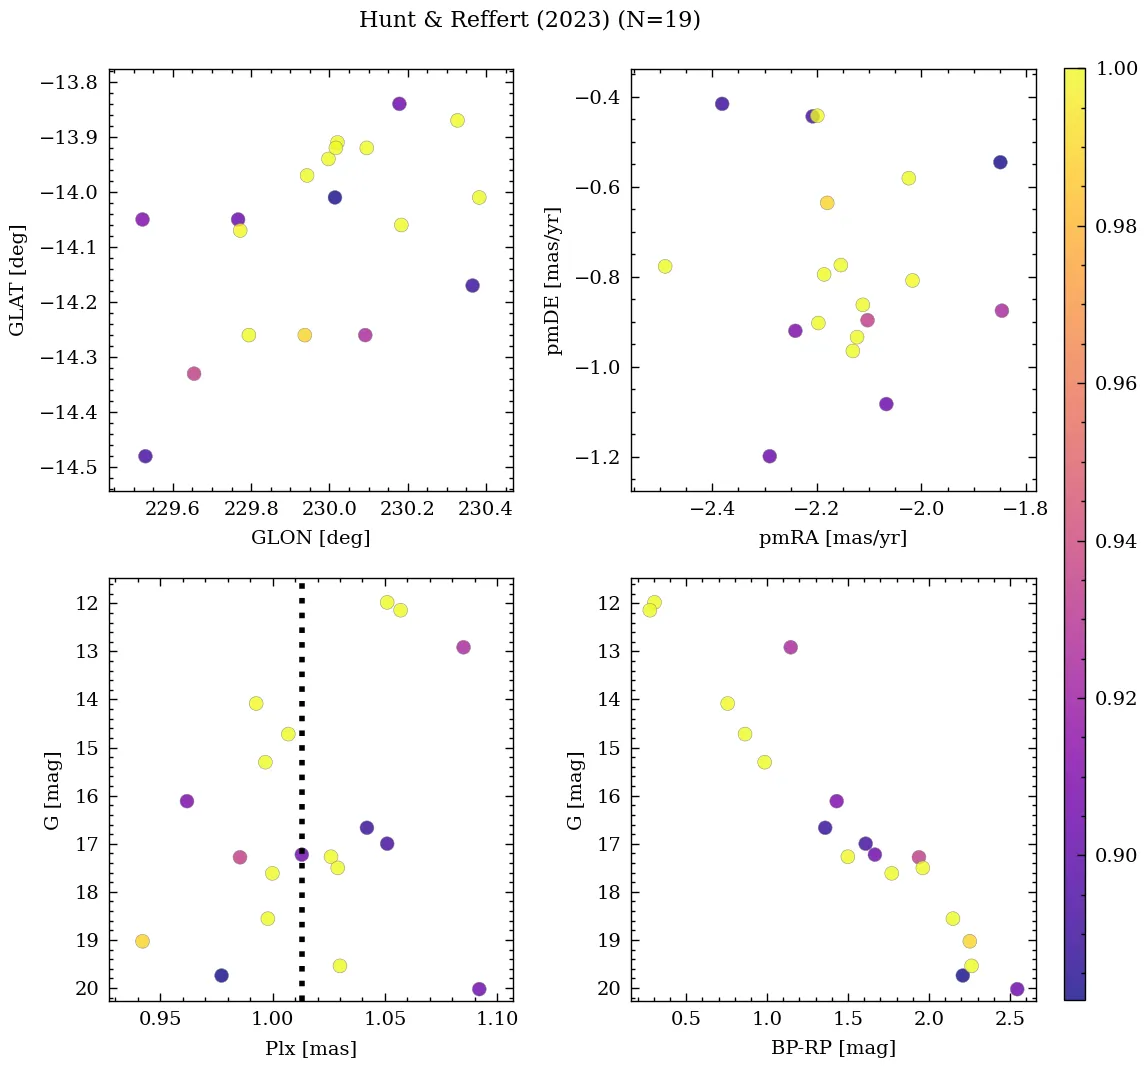 Hunt & Reffert (2023) (N=19)
−13.8
−13.9
−14.0
−14.1
−14.2
−14.3
−14.4
−14.5
GLAT [deg]
229.6 229.8 230.0 230.2 230.4
GLON [deg]
−0.4
−0.6
−0.8
−1.0
−1.2
pmDE [mas/yr]
−2.4 −2.2 −2.0 −1.8
pmRA [mas/yr]
12
13
14
15
16
17
18
19
20
G [mag]
0.95 1.00 1.05 1.10
Plx [mas]
12
13
14
15
16
17
18
19
20
G [mag]
0.5 1.0 1.5 2.0 2.5
BP-RP [mag]
1.00
0.98
0.96
0.94
0.92
0.90